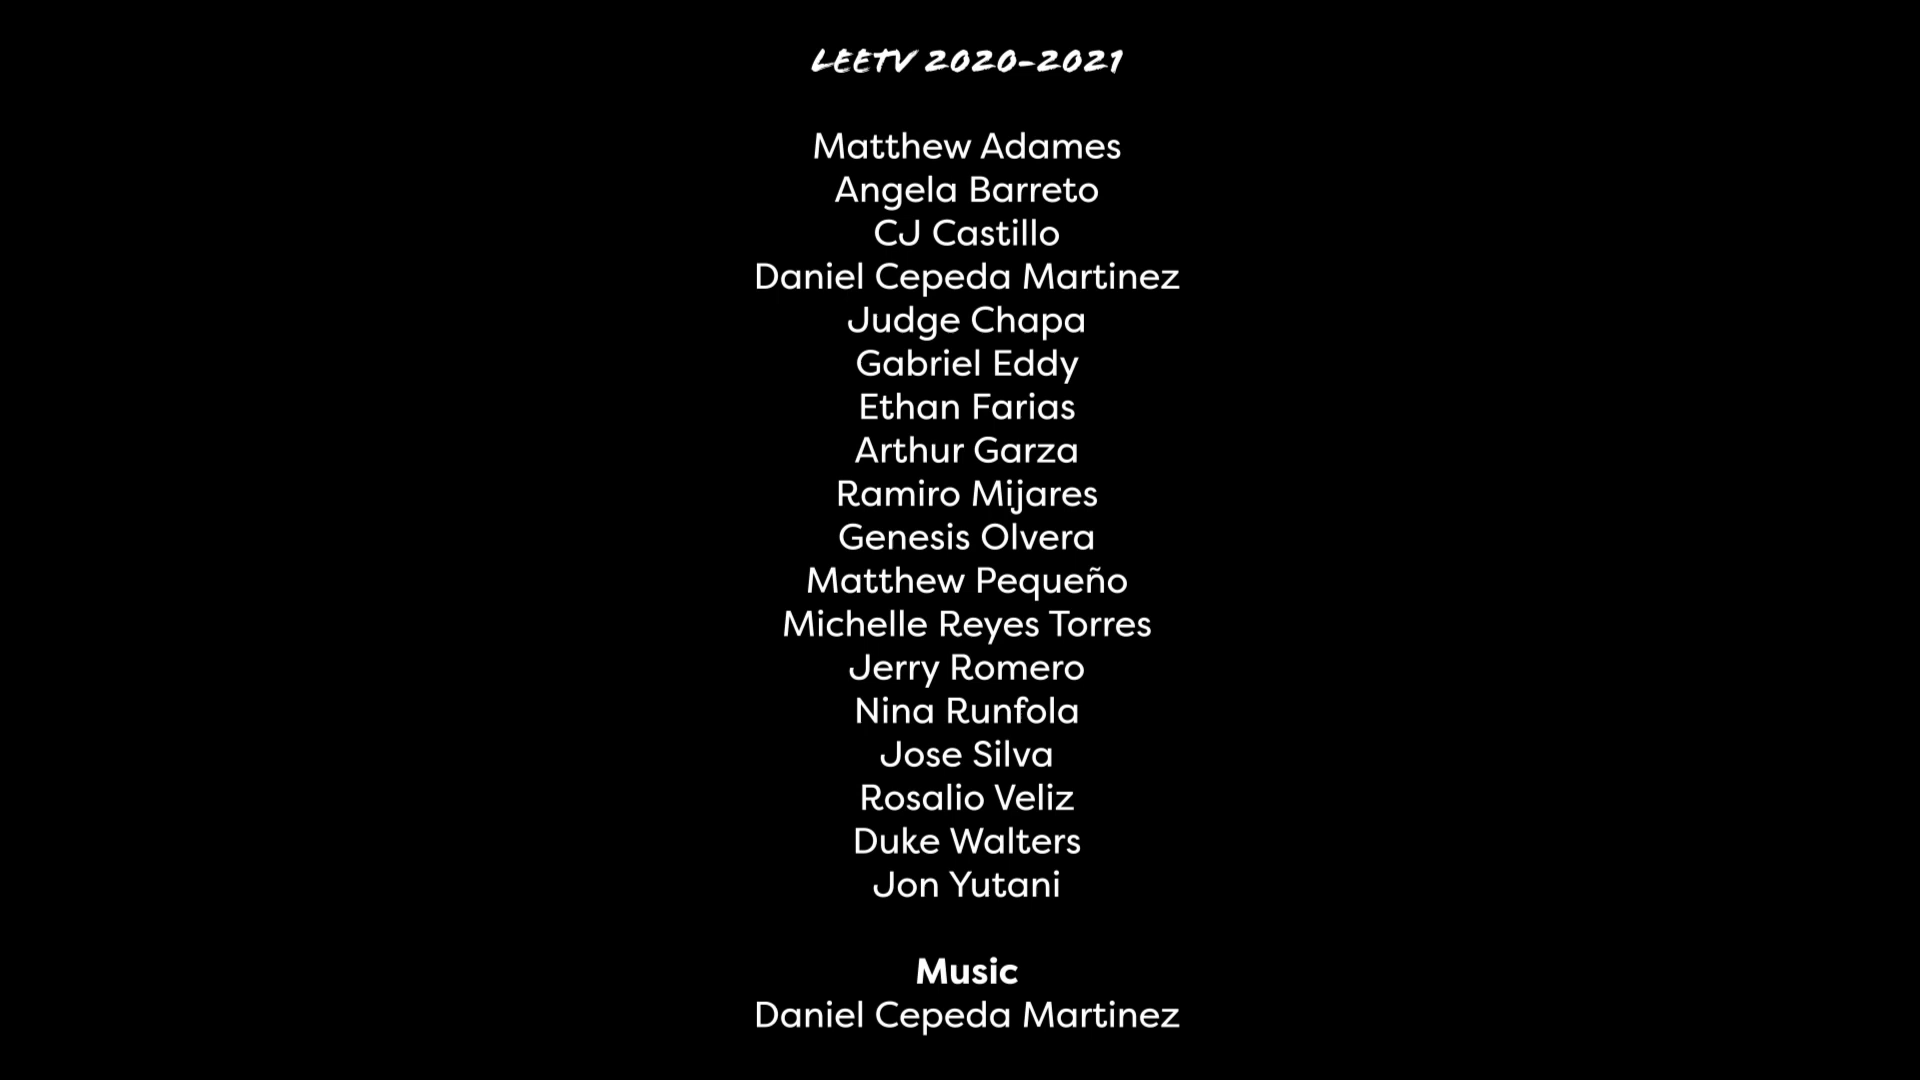 LEETV 2020-2021
Matthew Adames
Angela Barreto
CJ Castillo
Daniel Cepeda Martinez
Judge Chapa
Gabriel Eddy
Ethan Farias
Arthur Garza
Ramiro Mijares
Genesis Olvera
Matthew Pequeño
Michelle Reyes Torres
Jerry Romero
Nina Runfola
Jose Silva
Rosalio Veliz
Duke Walters
Jon Yutani
Music
Daniel Cepeda Martinez